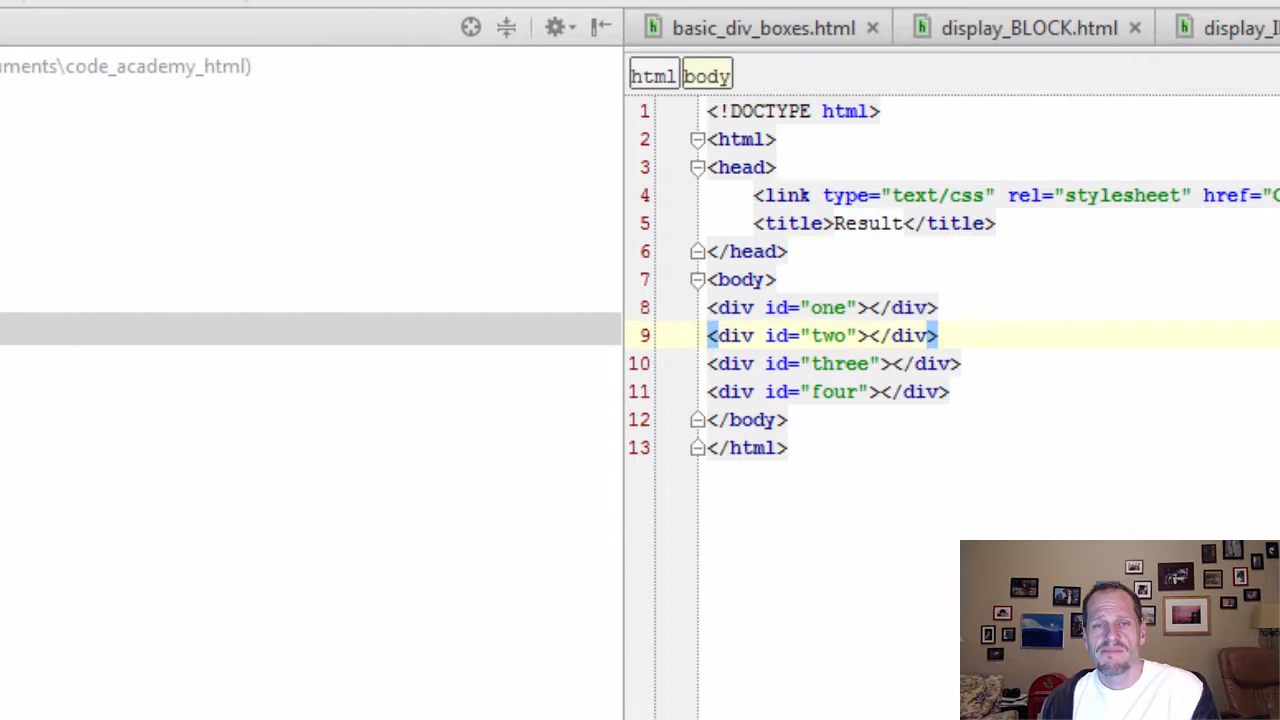 basic_div_boxes.html
display_BLOCK.html
uments\code_academy_html)
html body
1 <!DOCTYPE html>
2 <html>
3 <head>
4 <link type="text/css" rel="stylesheet" href="
5 <title>Result</title>
6 </head>
7 <body>
8 <div id="one"></div>
9 <div id="two"></div>
10 <div id="three"></div>
11 <div id="four"></div>
12 </body>
13 </html>